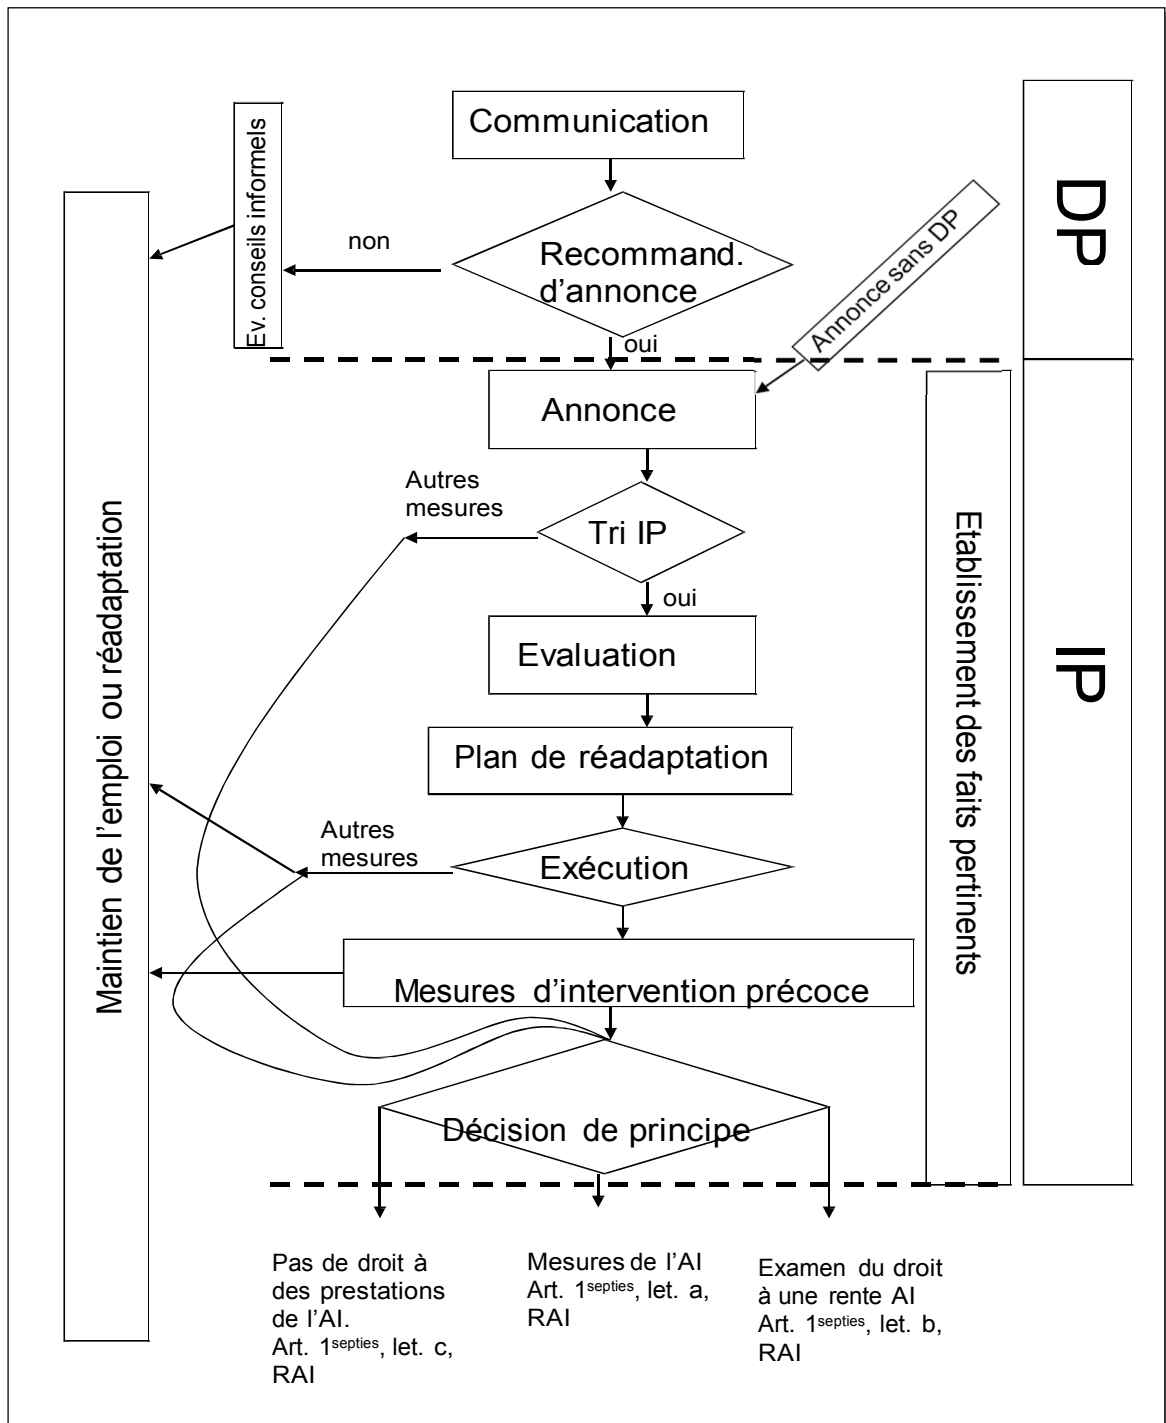 Communication
DP
Ev. conseils informels
non
Recommand.
d’annonce
Annonce sans DP
oui
Annonce
Autres
mesures
Tri IP
oui
Evaluation
IP
Etablissement des faits pertinents
Maintien de l’emploi ou réadaptation
Plan de réadaptation
Autres
mesures
Exécution
Mesures d’intervention précoce
Décision de principe
Pas de droit à
des prestations
de l’AI.
Art. 1septies, let. c,
RAI
Mesures de l’AI
Art. 1septies, let. a,
RAI
Examen du droit
à une rente AI
Art. 1septies, let. b,
RAI